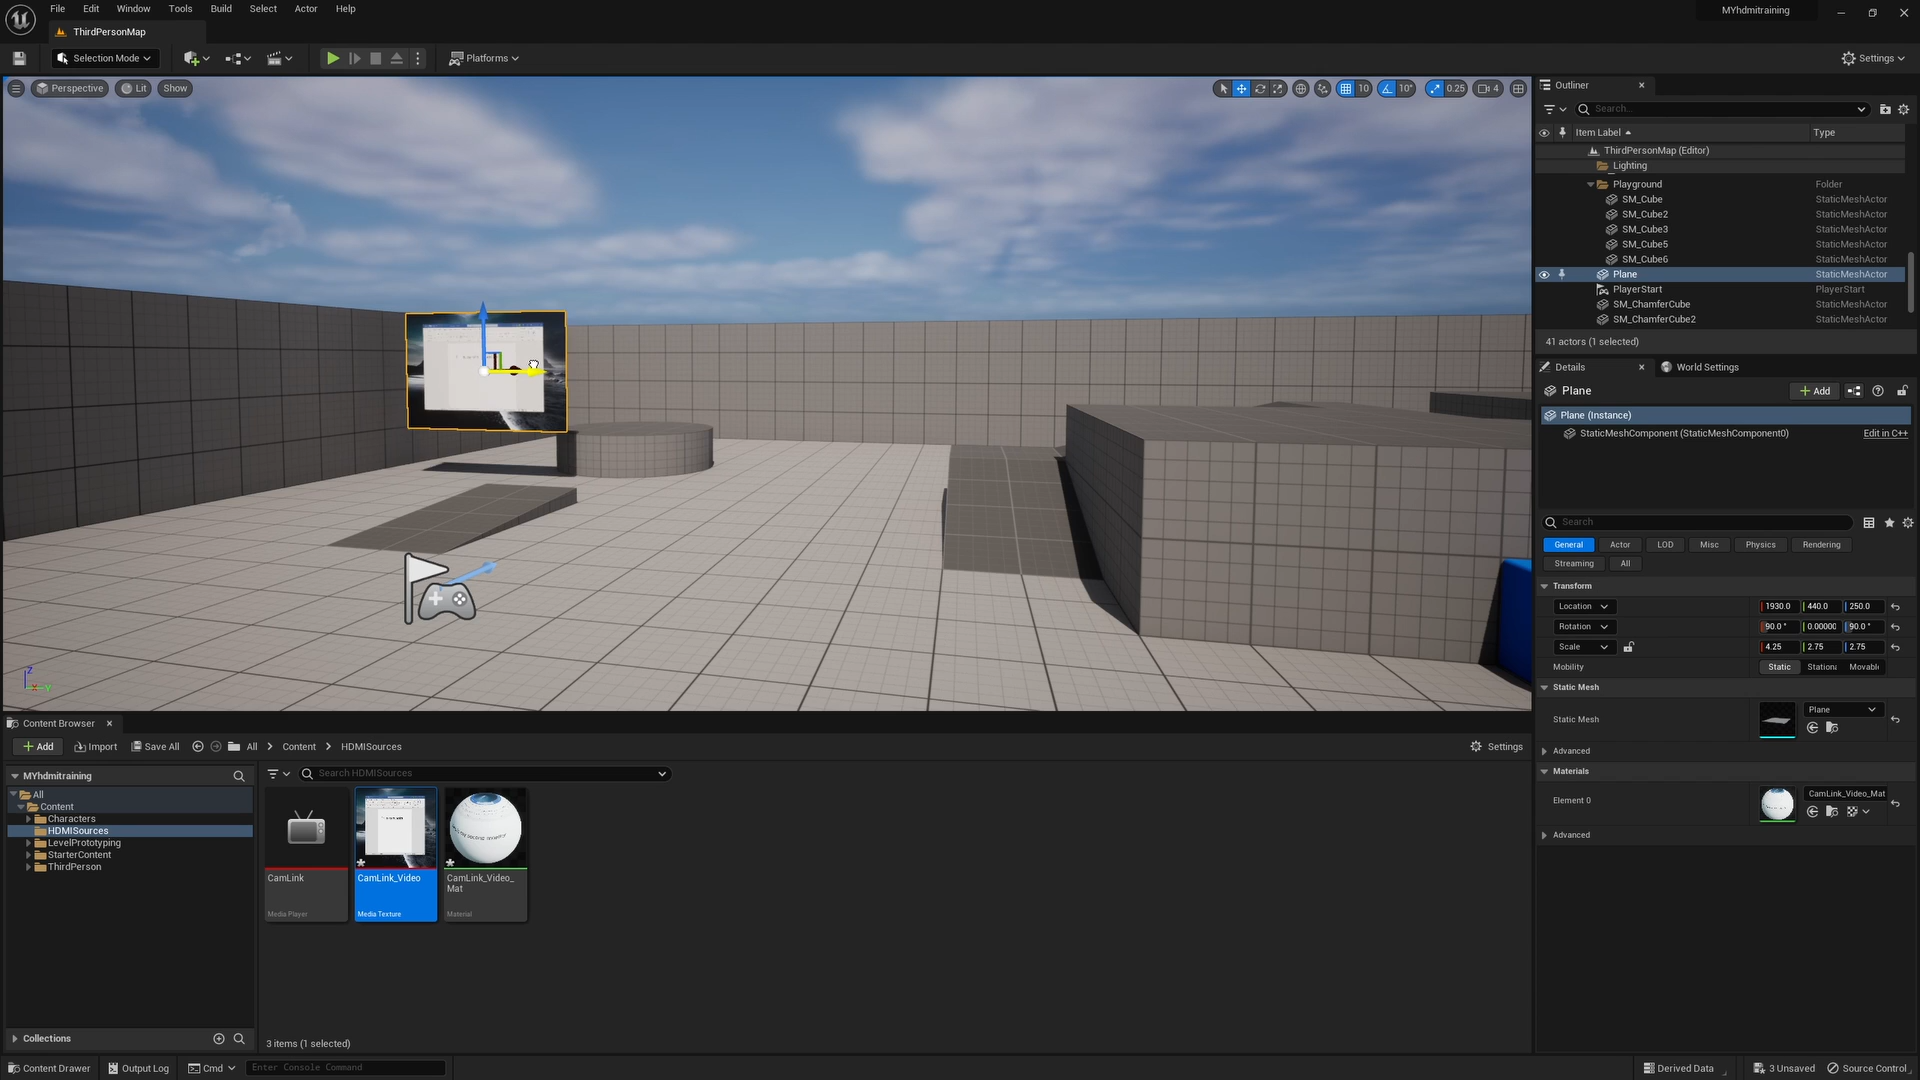 File Edit Window Tools Build Select Actor Help
MYhdmitraining
ThirdPersonMap
Selection Mode
Platforms
Settings
Perspective
Lit
Show
10
10°
0.25
4
Outliner
Search...
Item Label
Type
ThirdPersonMap (Editor)
Lighting
Playground Folder
SM_Cube StaticMeshActor
SM_Cube2 StaticMeshActor
SM_Cube3 StaticMeshActor
SM_Cube5 StaticMeshActor
SM_Cube6 StaticMeshActor
Plane StaticMeshActor
PlayerStart PlayerStart
SM_ChamferCube StaticMeshActor
SM_ChamferCube2 StaticMeshActor
41 actors (1 selected)
Details
World Settings
Plane
Add
Plane (Instance)
StaticMeshComponent (StaticMeshComponent0) Edit in C++
Search
General Actor LOD Misc Physics Rendering
Streaming All
Transform
Location 1930.0 440.0 250.0
Rotation 90.0 ° 0.00000 90.0 °
Scale 4.25 2.75 2.75
Mobility Static Stationa Movable
Static Mesh
Static Mesh Plane
Advanced
Materials
Element 0 CamLink_Video_Mat
Advanced
Z
X Y
Content Browser
Add Import Save All All Content HDMISources
Settings
MYhdmitraining
All
Content
Characters
HDMISources
LevelPrototyping
StarterContent
ThirdPerson
Collections
Search HDMISources
CamLink
Media Player
CamLink_Video
Media Texture
CamLink_Video_
Mat
Material
3 items (1 selected)
Content Drawer Output Log Cmd Enter Console Command
Derived Data 3 Unsaved Source Control